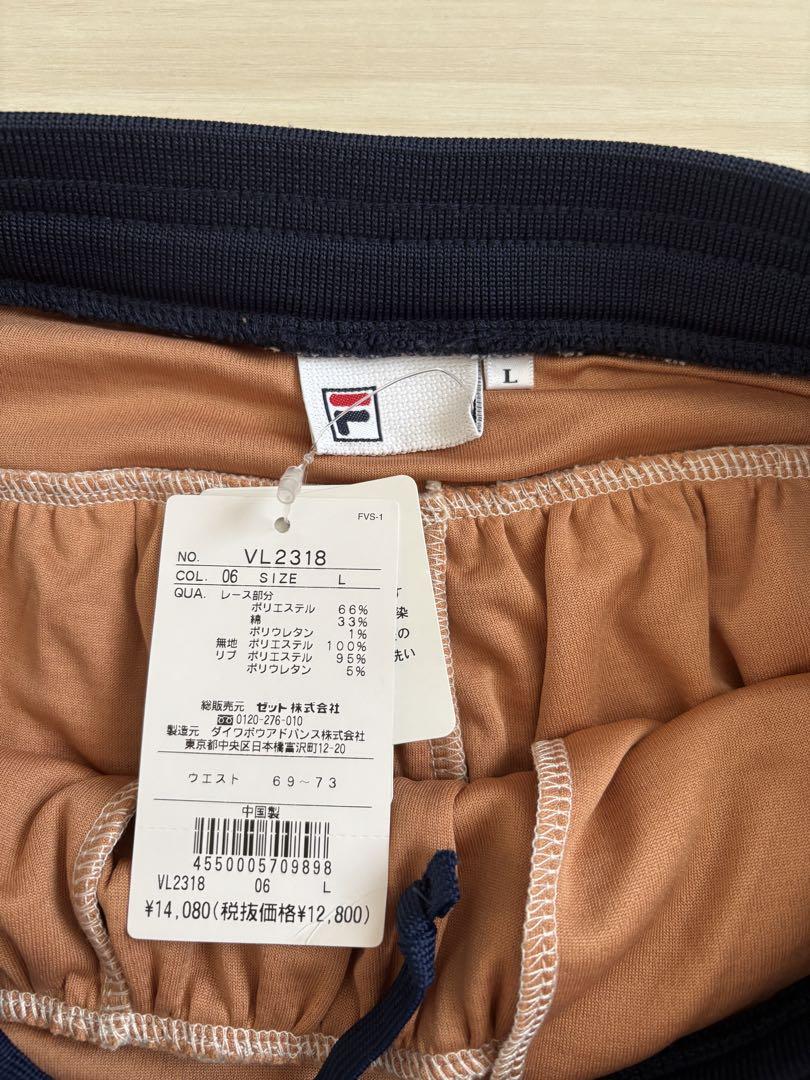 L
F
FVS-1
NO. VL2318
COL. 06 SIZE L
QUA. レース部分
ポリエステル 66%
綿 33%
ポリウレタン 1%
無地 ポリエステル 100%
リブ ポリエステル 95%
ポリウレタン 5%
総販売元 ゼット株式会社
0120-276-010
製造元 ダイワボウアドバンス株式会社
東京都中央区日本橋富沢町12-20
ウエスト 69~73
中国製
4550005709898
VL2318 06 L
¥14,080(税抜価格¥12,800)
染
の
洗い